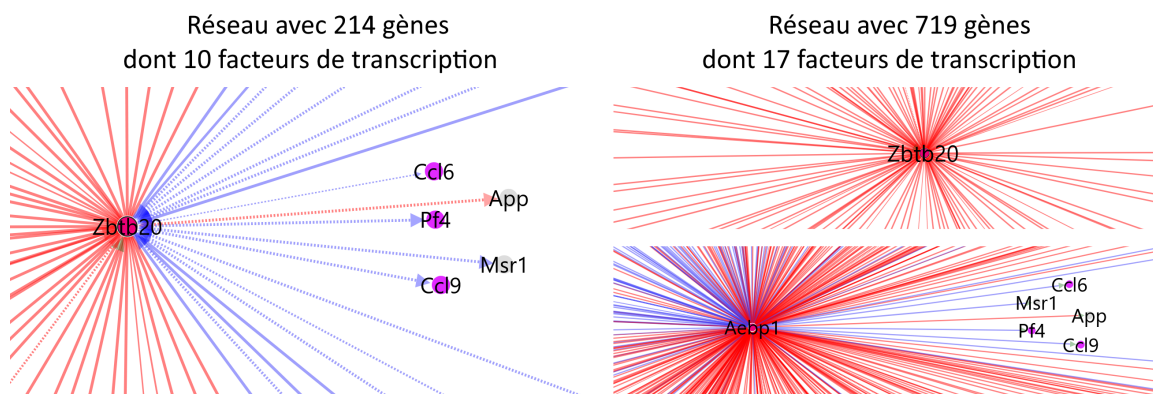 Réseau avec 214 gènes
dont 10 facteurs de transcription
Zbtb20
Ccl6
App
Pf4
Msr1
Ccl9
Réseau avec 719 gènes
dont 17 facteurs de transcription
Zbtb20
Aebp1
Ccl6
Msr1
App
Pf4
Ccl9